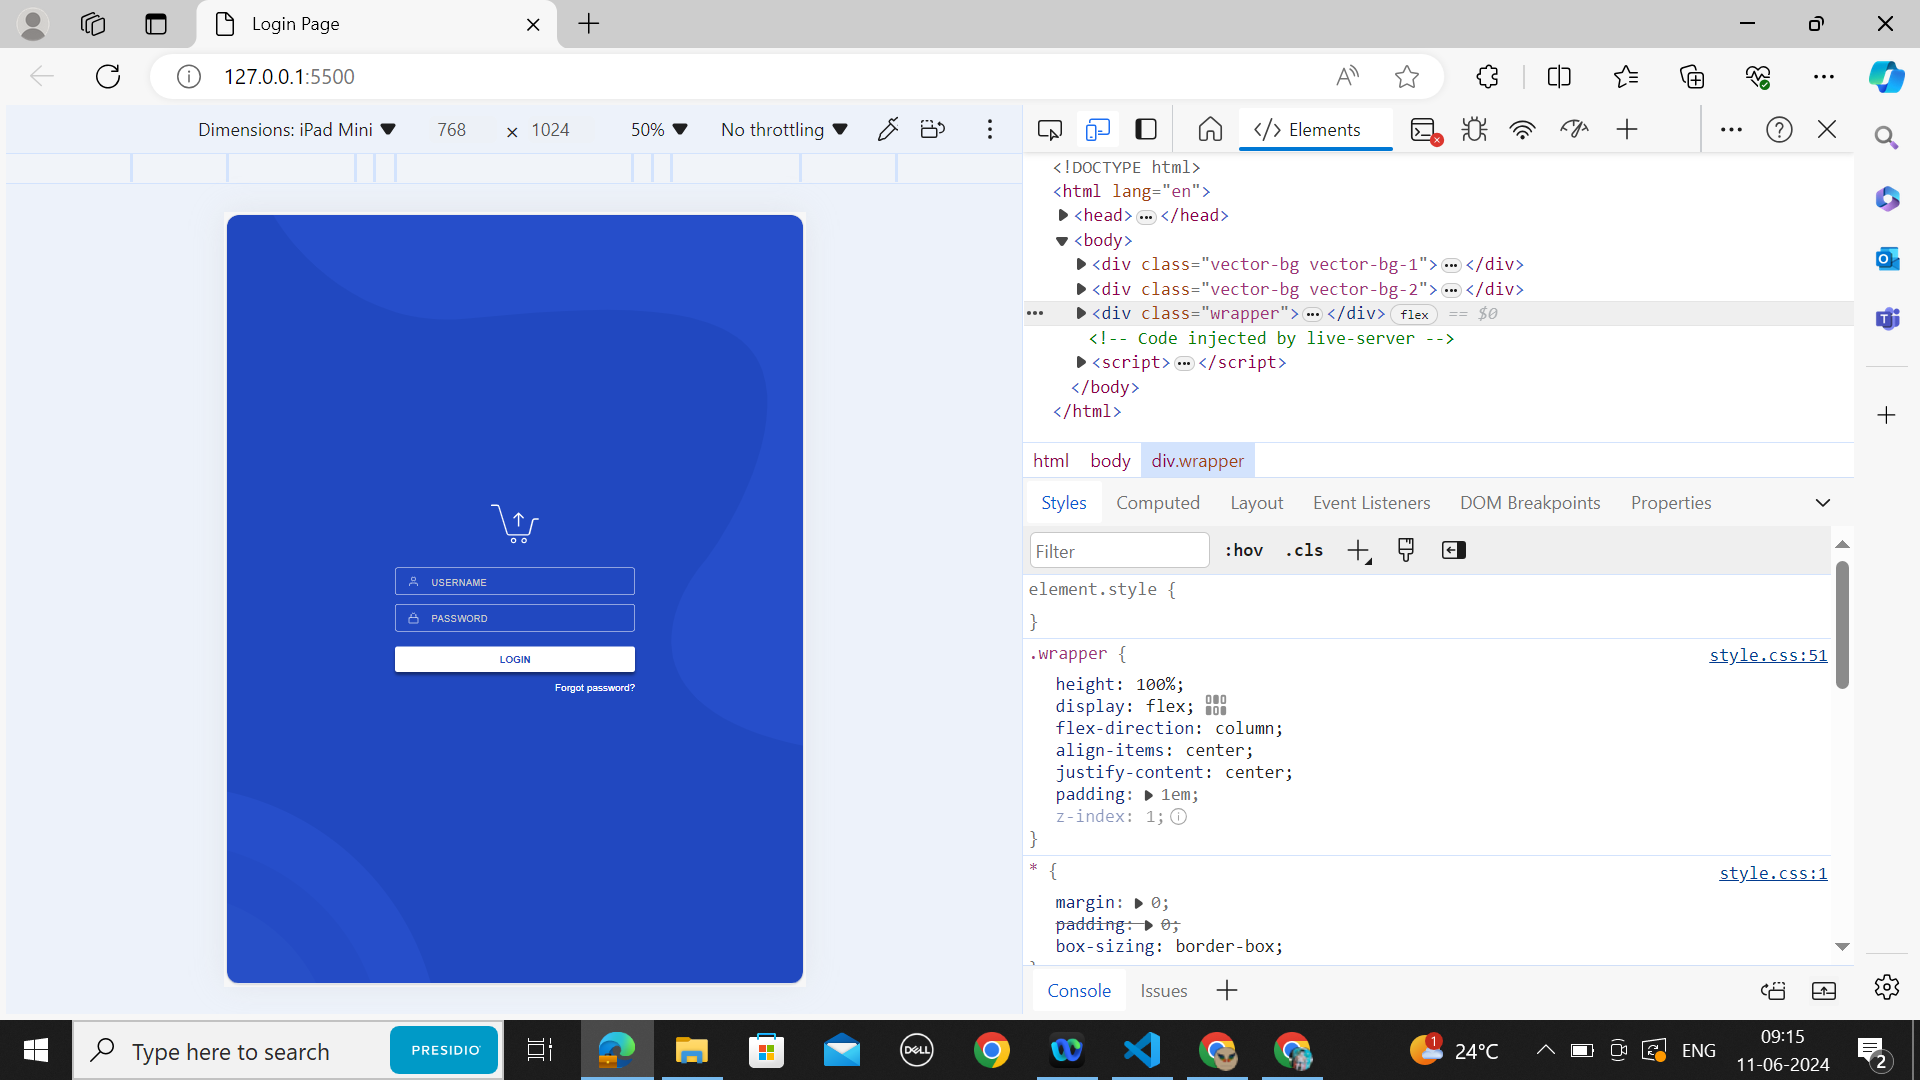 Login Page
127.0.0.1:5500
Dimensions: iPad Mini 768 × 1024 50% No throttling
Elements
<!DOCTYPE html>
<html lang="en">
<head> </head>
<body>
<div class="vector-bg vector-bg-1"> </div>
<div class="vector-bg vector-bg-2"> </div>
<div class="wrapper"> </div> flex == $0
<!-- Code injected by live-server -->
<script> </script>
</body>
</html>
html body div.wrapper
Styles Computed Layout Event Listeners DOM Breakpoints Properties
Filter :hov .cls
element.style {
}
.wrapper { style.css:51
height: 100%;
display: flex;
flex-direction: column;
align-items: center;
justify-content: center;
padding: 1em;
z-index: 1;
}
* { style.css:1
margin: 0;
padding: 0;
box-sizing: border-box;
Console Issues
USERNAME
PASSWORD
LOGIN
Forgot password?
Type here to search PRESIDIO
DELL
1 24°C ENG
09:15
11-06-2024
2